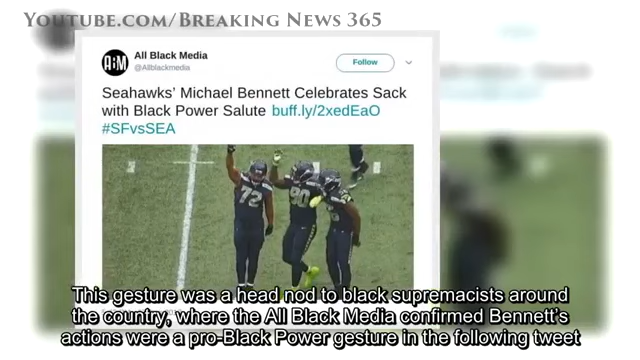 YOUTUBE.COM/BREAKING NEWS 365
ABM
All Black Media
@Allblackmedia
Follow
Seahawks' Michael Bennett Celebrates Sack
with Black Power Salute buff.ly/2xedEaO
#SFvsSEA
72
90
This gesture was a head nod to black supremacists around
the country, where the All Black Media confirmed Bennett's
actions were a pro-Black Power gesture in the following tweet